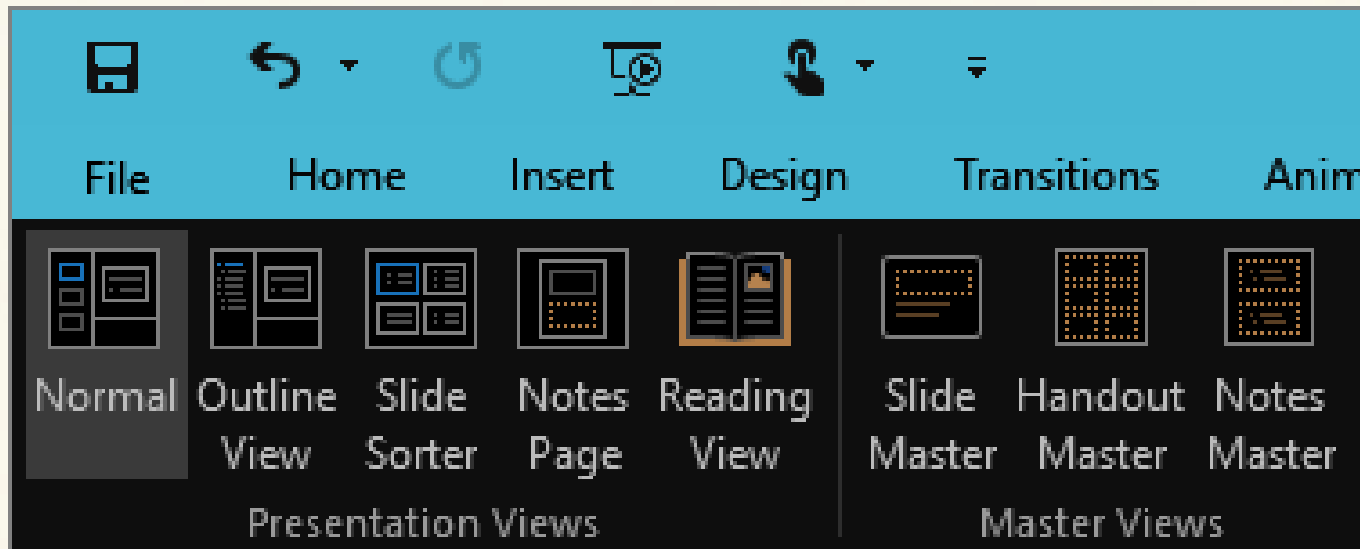 File Home Insert Design Transitions Anim
Normal Outline Slide Notes Reading Slide Handout Notes
View Sorter Page View Master Master Master
Presentation Views Master Views